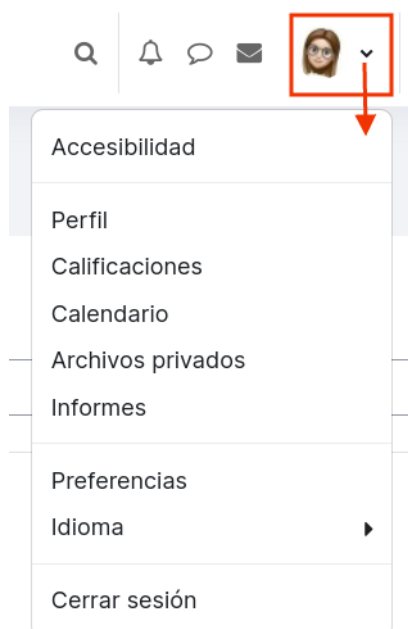 Accesibilidad
Perfil
Calificaciones
Calendario
Archivos privados
Informes
Preferencias
Idioma
Cerrar sesión